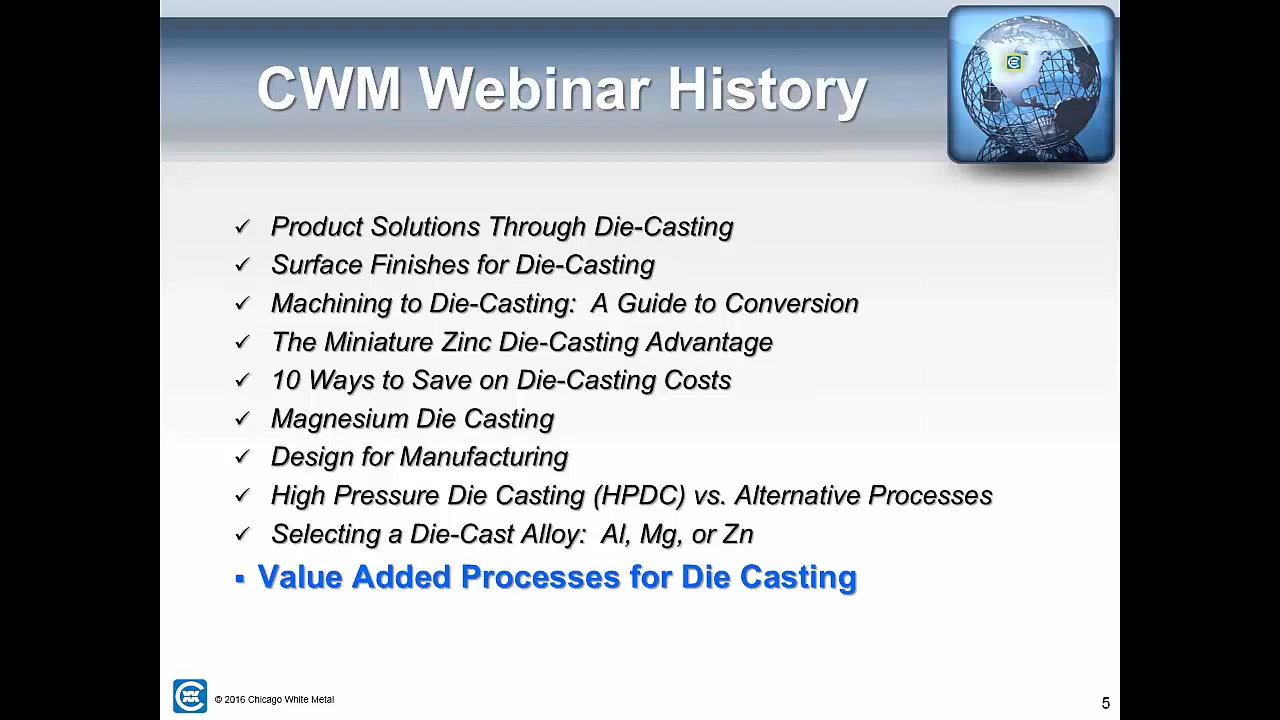 CWM Webinar History
✓ Product Solutions Through Die-Casting
✓ Surface Finishes for Die-Casting
✓ Machining to Die-Casting: A Guide to Conversion
✓ The Miniature Zinc Die-Casting Advantage
✓ 10 Ways to Save on Die-Casting Costs
✓ Magnesium Die Casting
✓ Design for Manufacturing
✓ High Pressure Die Casting (HPDC) vs. Alternative Processes
✓ Selecting a Die-Cast Alloy: Al, Mg, or Zn
▪ Value Added Processes for Die Casting
© 2016 Chicago White Metal
5